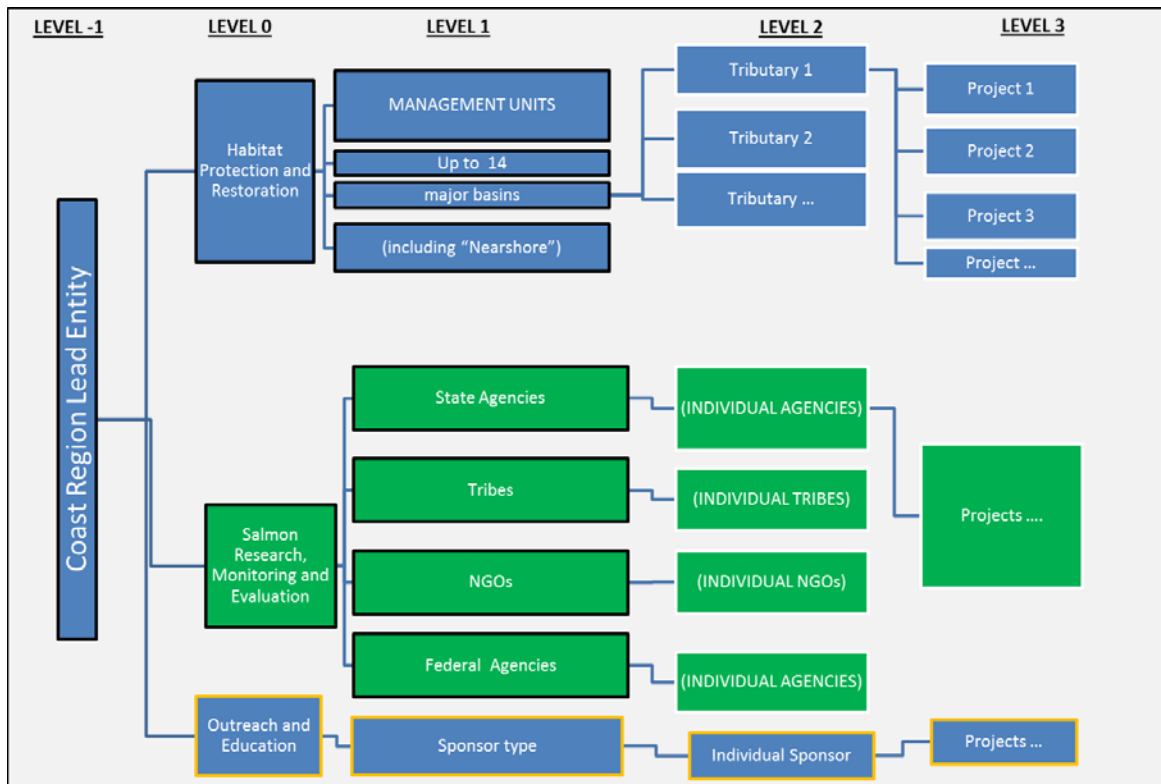 LEVEL -1
LEVEL 0
LEVEL 1
LEVEL 2
LEVEL 3
Coast Region Lead Entity
Habitat
Protection and
Restoration
MANAGEMENT UNITS
Up to 14
major basins
(including “Nearshore”)
Tributary 1
Tributary 2
Tributary ...
Project 1
Project 2
Project 3
Project ...
Salmon
Research,
Monitoring and
Evaluation
State Agencies
Tribes
NGOs
Federal Agencies
(INDIVIDUAL AGENCIES)
(INDIVIDUAL TRIBES)
(INDIVIDUAL NGOs)
(INDIVIDUAL AGENCIES)
Projects ....
Outreach and
Education
Sponsor type
Individual Sponsor
Projects ...